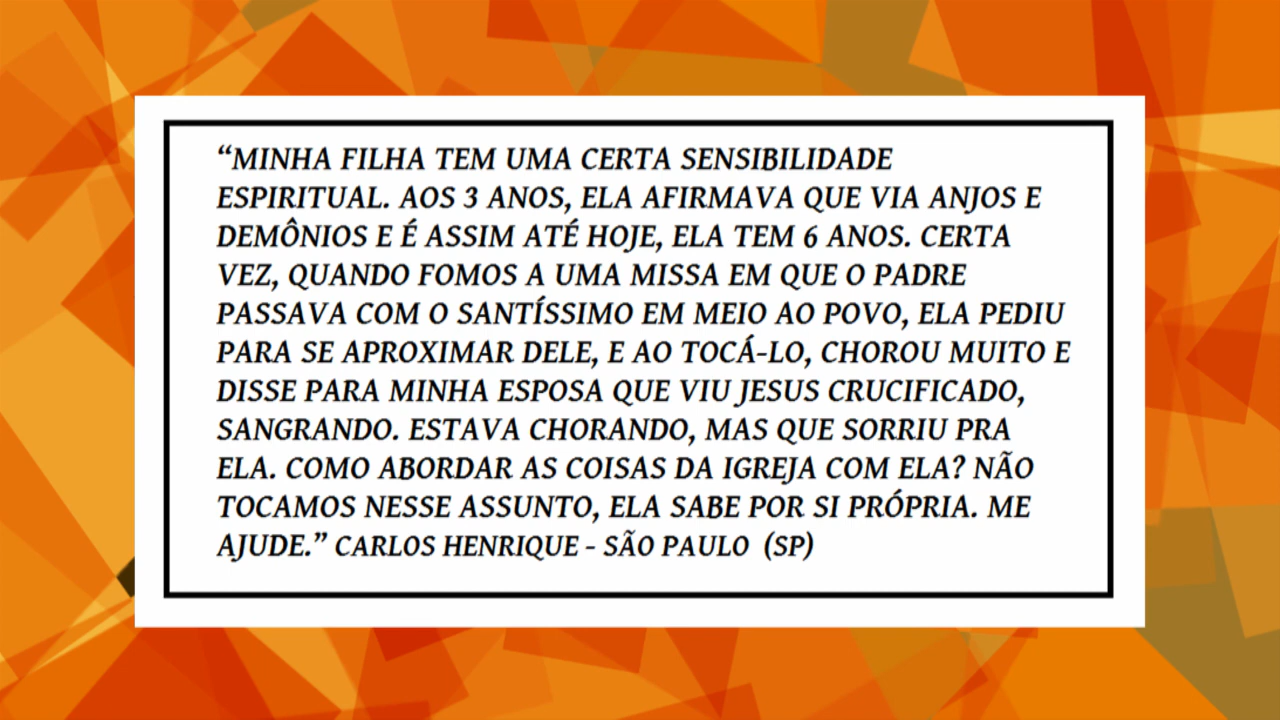 “MINHA FILHA TEM UMA CERTA SENSIBILIDADE
ESPIRITUAL. AOS 3 ANOS, ELA AFIRMAVA QUE VIA ANJOS E
DEMÔNIOS E É ASSIM ATÉ HOJE, ELA TEM 6 ANOS. CERTA
VEZ, QUANDO FOMOS A UMA MISSA EM QUE O PADRE
PASSAVA COM O SANTÍSSIMO EM MEIO AO POVO, ELA PEDIU
PARA SE APROXIMAR DELE, E AO TOCÁ-LO, CHOROU MUITO E
DISSE PARA MINHA ESPOSA QUE VIU JESUS CRUCIFICADO,
SANGRANDO. ESTAVA CHORANDO, MAS QUE SORRIU PRA
ELA. COMO ABORDAR AS COISAS DA IGREJA COM ELA? NÃO
TOCAMOS NESSE ASSUNTO, ELA SABE POR SI PRÓPRIA. ME
AJUDE.” CARLOS HENRIQUE - SÃO PAULO (SP)